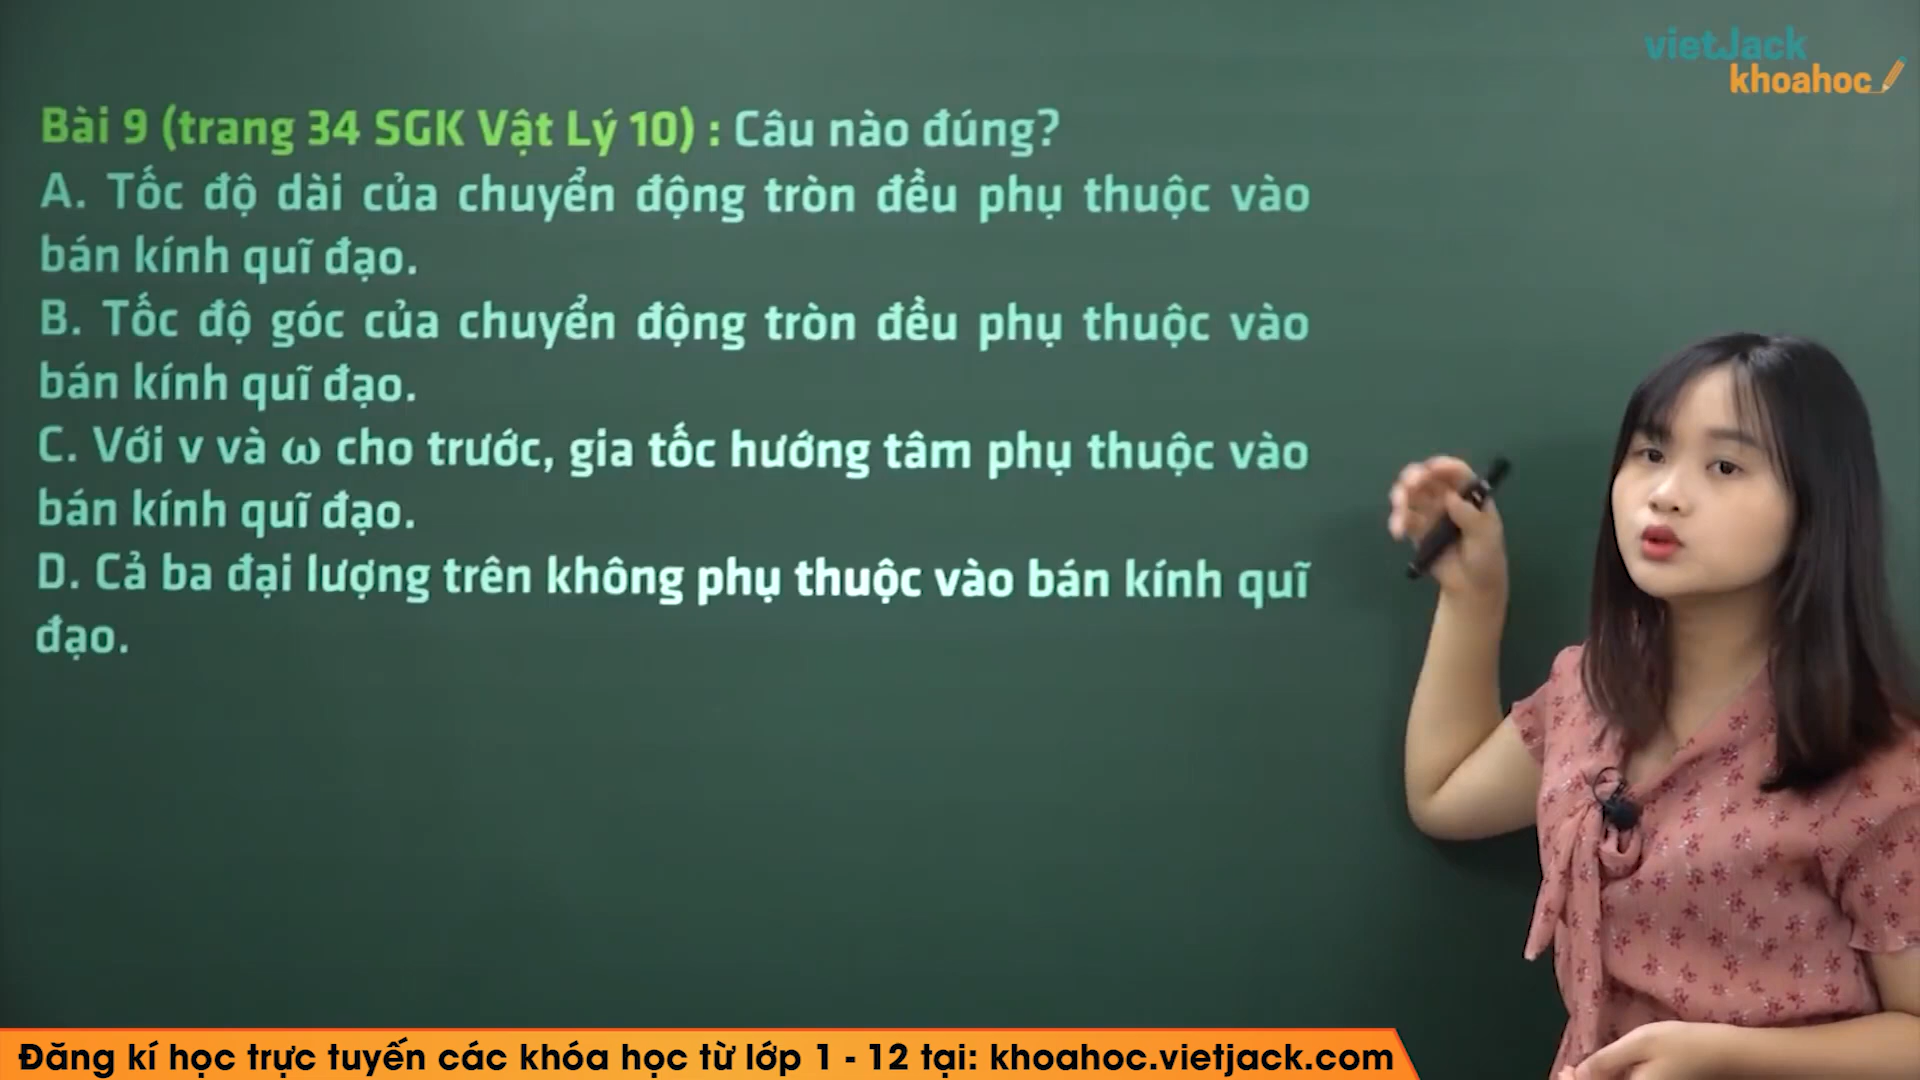 vietJack
khoahoc
Bài 9 (trang 34 SGK Vật Lý 10) : Câu nào đúng?
A. Tốc độ dài của chuyển động tròn đều phụ thuộc vào
bán kính quĩ đạo.
B. Tốc độ góc của chuyển động tròn đều phụ thuộc vào
bán kính quĩ đạo.
C. Với v và ω cho trước, gia tốc hướng tâm phụ thuộc vào
bán kính quĩ đạo.
D. Cả ba đại lượng trên không phụ thuộc vào bán kính quĩ
đạo.
Đăng kí học trực tuyến các khóa học từ lớp 1 - 12 tại: khoahoc.vietjack.com